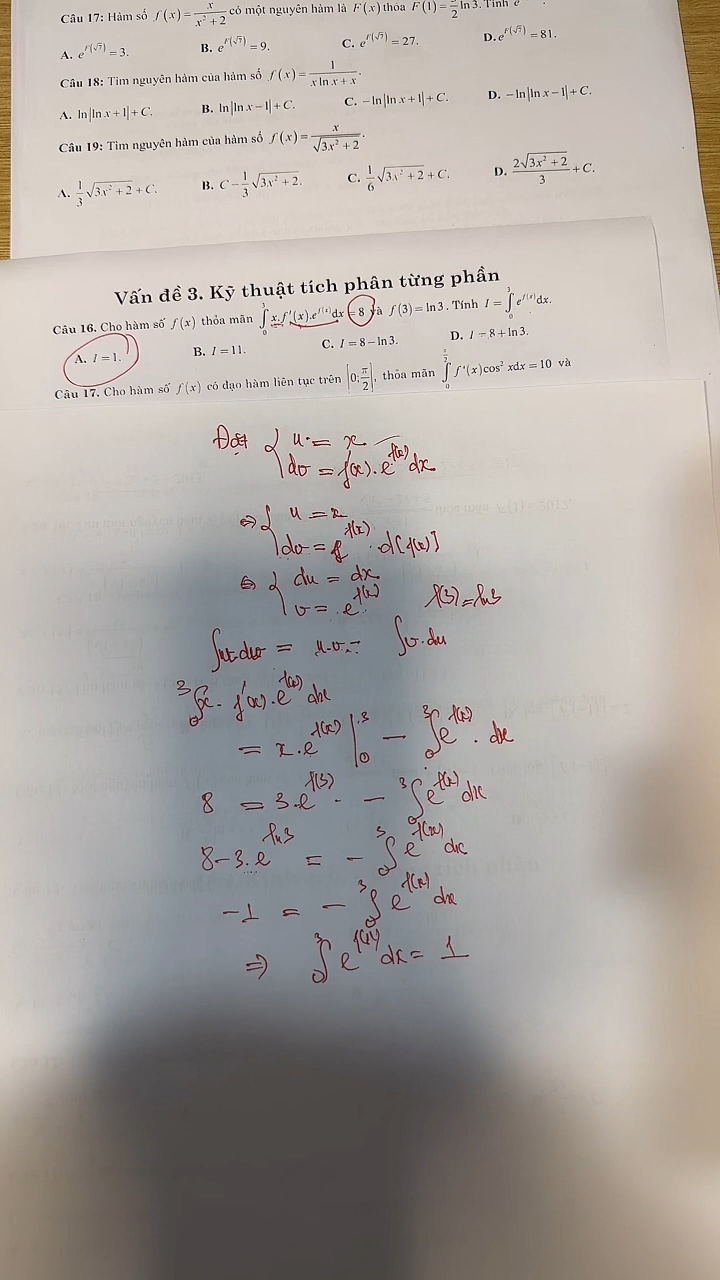 Câu 17: Hàm số f(x) = x/(x² + 2) có một nguyên hàm là F(x) thỏa F(1) = /2 ln 3. Tính e
A. e^(F(√7)) = 3. B. e^(F(√7)) = 9. C. e^(F(√7)) = 27. D. e^(F(√7)) = 81.
Câu 18: Tìm nguyên hàm của hàm số f(x) = 1/(x ln x + x).
A. ln|ln x + 1| + C. B. ln|ln x − 1| + C. C. −ln|ln x + 1| + C. D. −ln|ln x − 1| + C.
Câu 19: Tìm nguyên hàm của hàm số f(x) = x/√(3x² + 2).
A. 1/3 √(3x² + 2) + C. B. C − 1/3 √(3x² + 2). C. 1/6 √(3x² + 2) + C. D. 2√(3x² + 2)/3 + C.
Vấn đề 3. Kỹ thuật tích phân từng phần
Câu 16. Cho hàm số f(x) thỏa mãn ∫₀³ x.f'(x).e^(f(x))dx = 8 và f(3) = ln 3. Tính I = ∫₀³ e^(f(x))dx.
A. I = 1. B. I = 11. C. I = 8 − ln 3. D. I = 8 + ln 3.
Câu 17. Cho hàm số f(x) có đạo hàm liên tục trên [0; π/2], thỏa mãn ∫₀^(π/2) f'(x)cos² xdx = 10 và
Đặt { u = x
dv = f'(x).e^(f(x)) dx
⇔ { u = x
dv = e^(f(x)) . d[f(x)]
⇔ { du = dx
v = e^(f(x)) f(3) = ln3
∫u.dv = u.v − ∫v.du
∫₀³ x. f'(x).e^(f(x)) dx
= x.e^(f(x)) |₀³ − ∫₀³ e^(f(x)) . dx
8 = 3.e^(f(3)) − ∫₀³ e^(f(x)) dx
8 − 3.e^(ln3) = − ∫₀³ e^(f(x)) dx
−1 = − ∫₀³ e^(f(x)) dx
⇒ ∫₀³ e^(f(x)) dx = 1